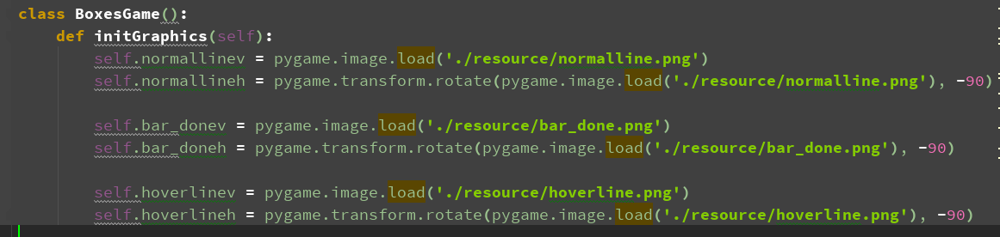 class BoxesGame():
    def initGraphics(self):
        self.normallinev = pygame.image.load('./resource/normalline.png')
        self.normallineh = pygame.transform.rotate(pygame.image.load('./resource/normalline.png'), -90)
        self.bar_donev = pygame.image.load('./resource/bar_done.png')
        self.bar_doneh = pygame.transform.rotate(pygame.image.load('./resource/bar_done.png'), -90)
        self.hoverlinev = pygame.image.load('./resource/hoverline.png')
        self.hoverlineh = pygame.transform.rotate(pygame.image.load('./resource/hoverline.png'), -90)